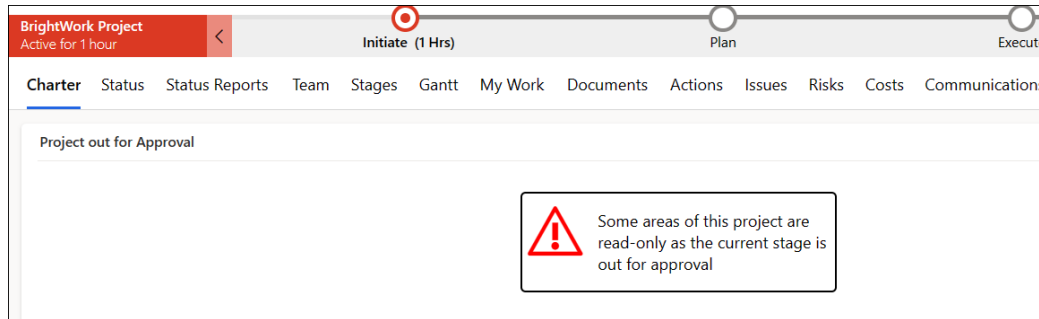 BrightWork Project
Active for 1 hour
Initiate (1 Hrs)
Plan
Charter Status Status Reports Team Stages Gantt My Work Documents Actions Issues Risks Costs
Project out for Approval
Some areas of this project are
read-only as the current stage is
out for approval